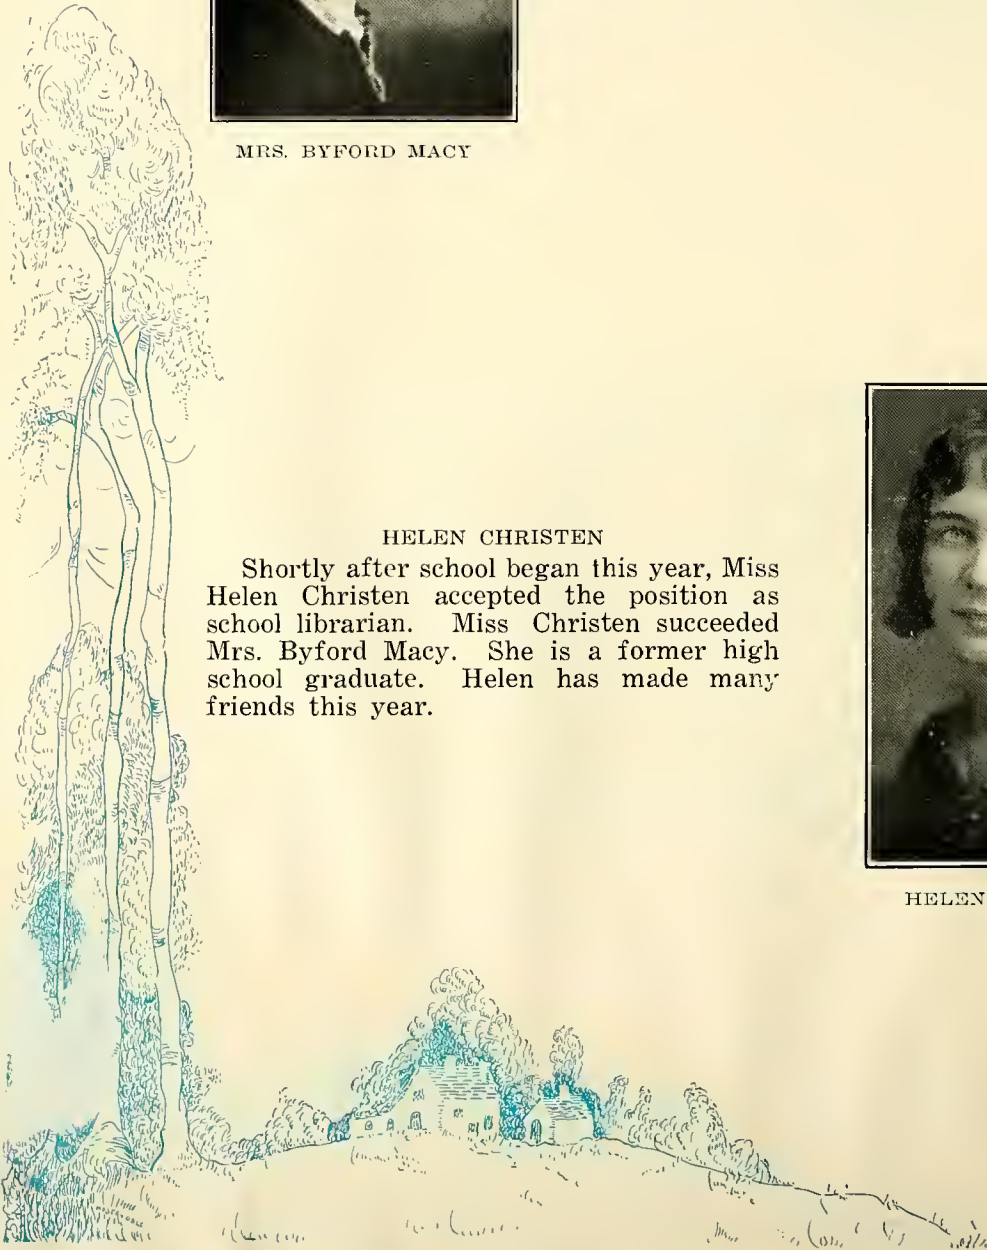 MRS. BYFORD MACY
HELEN CHRISTEN
Shortly after school began this year, Miss
Helen Christen accepted the position as
school librarian. Miss Christen succeeded
Mrs. Byford Macy. She is a former high
school graduate. Helen has made many
friends this year.
HELEN